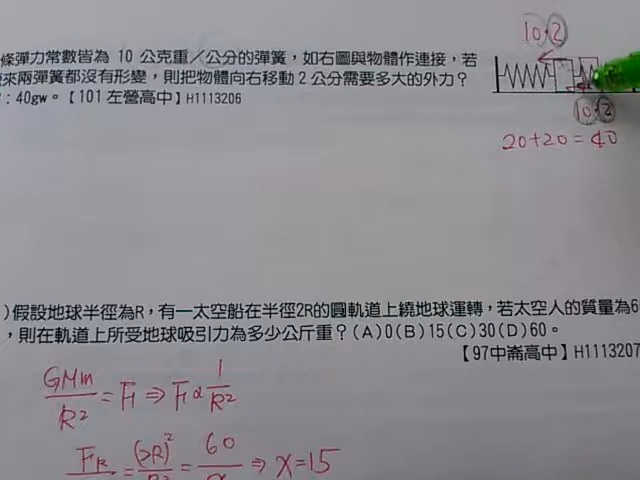 條彈力常數皆為 10 公克重／公分的彈簧，如右圖與物體作連接，若
來兩彈簧都沒有形變，則把物體向右移動 2 公分需要多大的外力？
：40gw。【101 左營高中】H1113206
10·2
10·2
20+20=40
)假設地球半徑為R，有一太空船在半徑2R的圓軌道上繞地球運轉，若太空人的質量為6
，則在軌道上所受地球吸引力為多少公斤重？(A)0(B)15(C)30(D)60。
【97中崙高中】H1113207
GMm/R² = F₁ ⇒ F₁ ∝ 1/R²
(2R)²/R² = 60/x ⇒ x=15